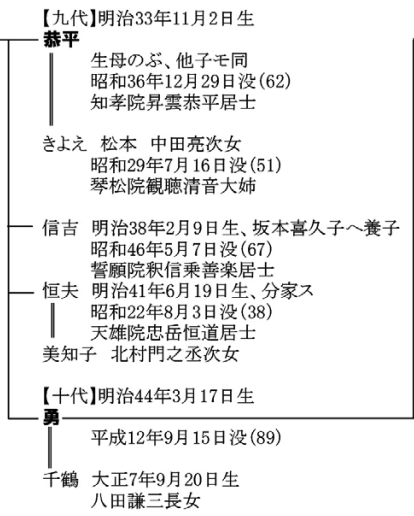 【九代】明治33年11月2日生
恭平
生母のぶ、他子モ同
昭和36年12月29日没(62)
知孝院昇雲恭平居士
きよえ 松本 中田亮次女
昭和29年7月16日没(51)
琴松院観聴清音大姉
信吉 明治38年2月9日生、坂本喜久子へ養子
昭和46年5月7日没(67)
誓願院釈信乗善楽居士
恒夫 明治41年6月19日生、分家ス
昭和22年8月3日没(38)
天雄院忠岳恒道居士
美知子 北村門之丞次女
【十代】明治44年3月17日生
勇
平成12年9月15日没(89)
千鶴 大正7年9月20日生
八田謙三長女